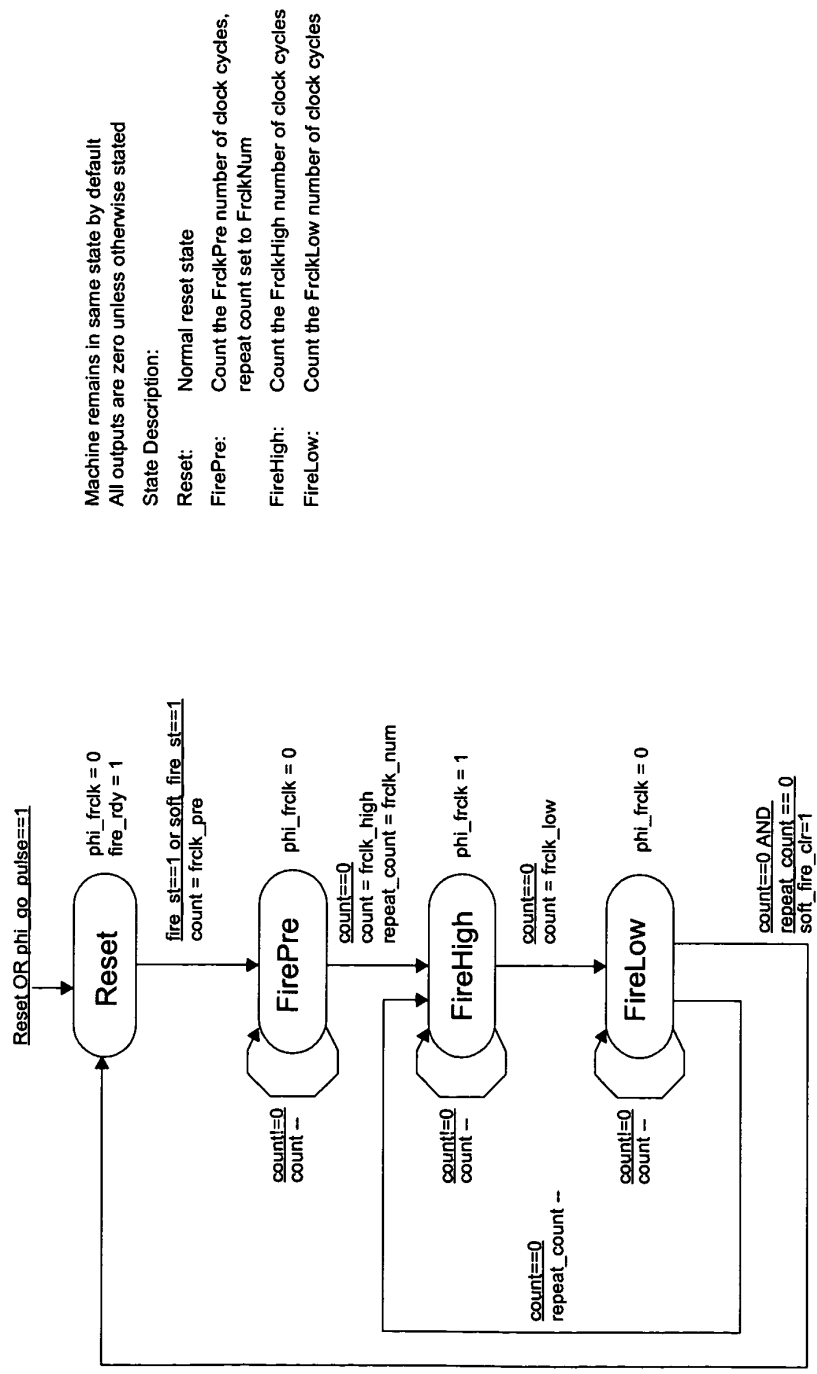 Machine remains in same state by default
All outputs are zero unless otherwise stated
State Description:
Reset: Normal reset state
FirePre: Count the FrclkPre number of clock cycles,
repeat count set to FrclkNum
FireHigh: Count the FrclkHigh number of clock cycles
FireLow: Count the FrclkLow number of clock cycles
Reset OR phi_go_pulse==1
Reset
phi_frclk = 0
fire_rdy = 1
fire_st==1 or soft_fire_st==1
count = frclk_pre
FirePre
phi_frclk = 0
count!=0
count --
count==0
count = frclk_high
repeat_count = frclk_num
FireHigh
phi_frclk = 1
count!=0
count --
count==0
count = frclk_low
FireLow
phi_frclk = 0
count!=0
count --
count==0
repeat_count --
count==0 AND
repeat_count == 0
soft_fire_clr=1